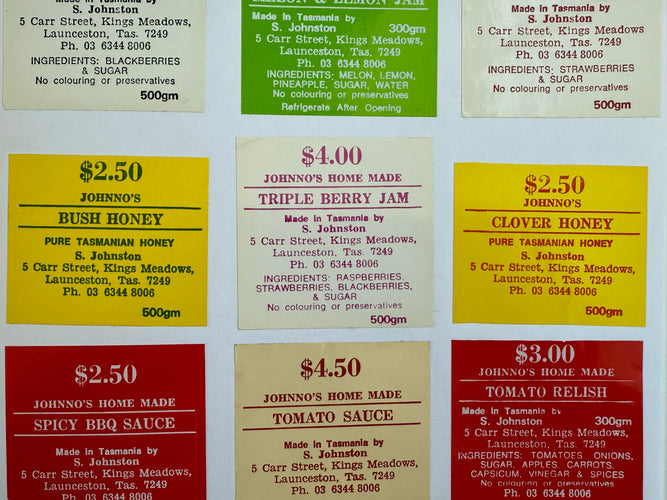 Made in Tasmania by
S. Johnston
5 Carr Street, Kings Meadows,
Launceston, Tas. 7249
Ph. 03 6344 8006
INGREDIENTS: BLACKBERRIES
& SUGAR
No colouring or preservatives
500gm
MELON & LEMON JAM
Made in Tasmania by
S. Johnston 300gm
5 Carr Street, Kings Meadows,
Launceston, Tas. 7249
Ph. 03 6344 8006
INGREDIENTS: MELON, LEMON,
PINEAPPLE, SUGAR, WATER
No colouring or preservatives
Refrigerate After Opening
Made in Tasmania by
S. Johnston
5 Carr Street, Kings Meadows
Launceston, Tas. 7249
Ph. 03 6344 8006
INGREDIENTS: STRAWBERRIES
& SUGAR
No colouring or preservatives
500gm
$2.50
JOHNNO'S
BUSH HONEY
PURE TASMANIAN HONEY
S. Johnston
5 Carr Street, Kings Meadows,
Launceston, Tas. 7249
Ph. 03 6344 8006
500gm
$4.00
JOHNNO'S HOME MADE
TRIPLE BERRY JAM
Made in Tasmania by
S. Johnston
5 Carr Street, Kings Meadows,
Launceston, Tas. 7249
Ph. 03 6344 8006
INGREDIENTS: RASPBERRIES,
STRAWBERRIES, BLACKBERRIES,
& SUGAR
No colouring or preservatives
500gm
$2.50
JOHNNO'S
CLOVER HONEY
PURE TASMANIAN HONEY
S. Johnston
5 Carr Street, Kings Meadows,
Launceston, Tas. 7249
Ph. 03 6344 8006
500gm
$2.50
JOHNNO'S HOME MADE
SPICY BBQ SAUCE
Made in Tasmania by
S. Johnston
5 Carr Street, Kings Meadows,
Launceston, Tas. 7249
Ph. 03 6344 8006
$4.50
JOHNNO'S HOME MADE
TOMATO SAUCE
Made in Tasmania by
S. Johnston
5 Carr Street, Kings Meadows,
Launceston, Tas. 7249
Ph. 03 6344 8006
$3.00
JOHNNO'S HOME MADE
TOMATO RELISH
Made in Tasmania by
S. Johnston 300gm
5 Carr Street, Kings Meadows,
Launceston, Tas. 7249
INGREDIENTS: TOMATOES, ONIONS,
SUGAR, APPLES, CARROTS,
CAPSICUM, VINEGAR & SPICES
No colouring or preservatives
Ph. 03 6344 8006